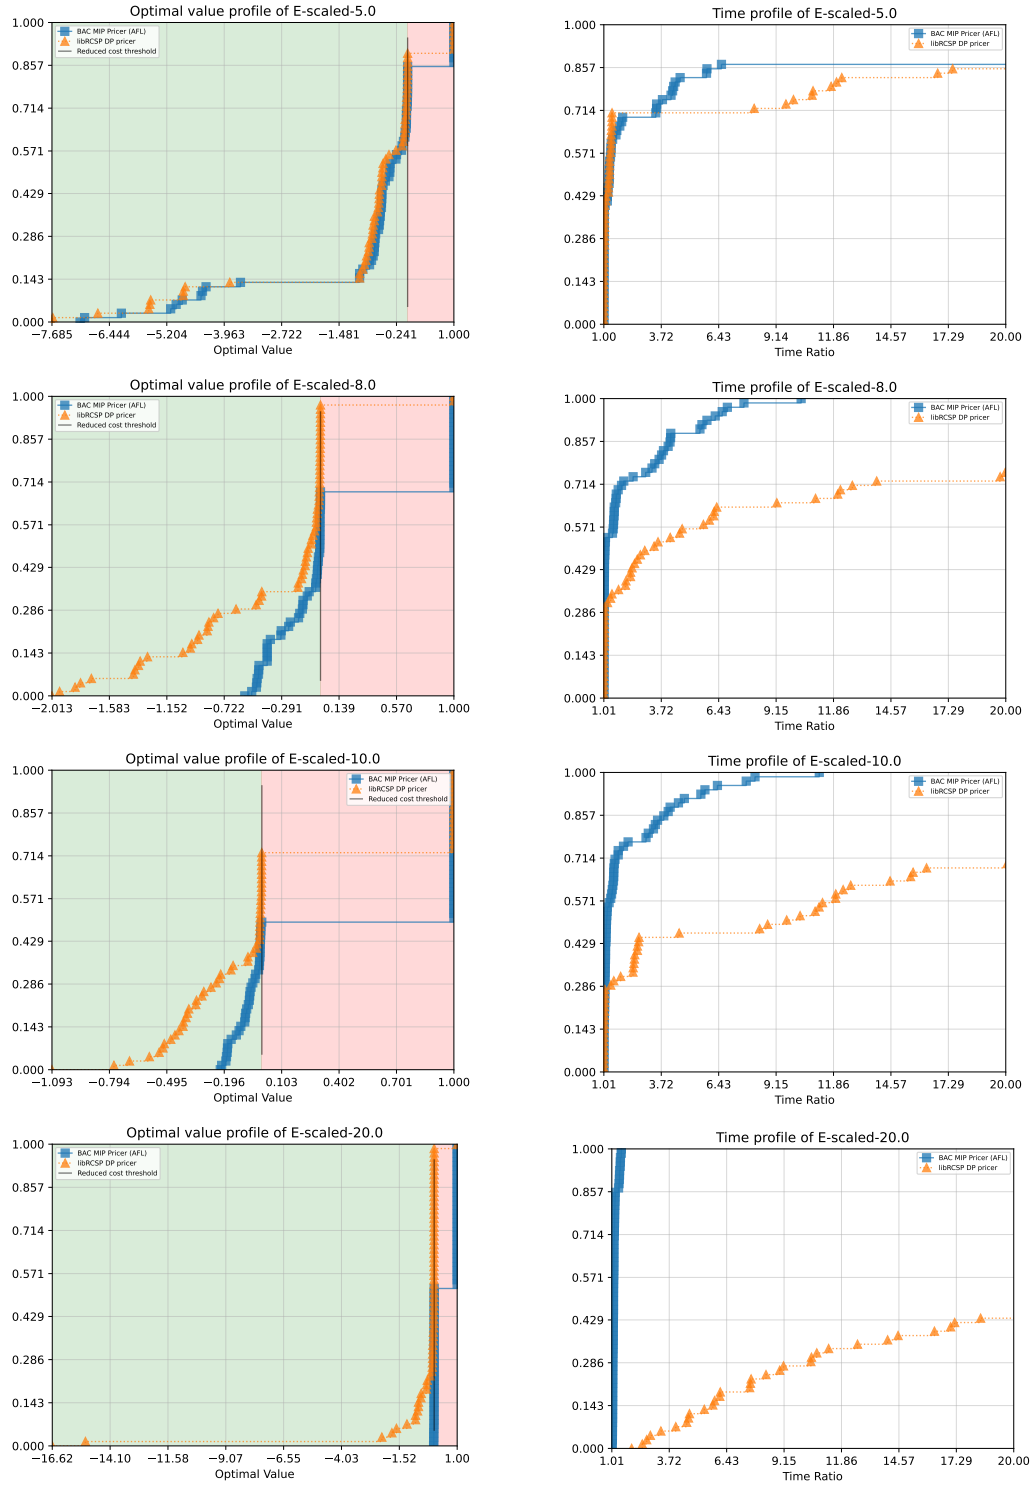 Optimal value profile of E-scaled-5.0
BAC MIP Pricer (AFL)
libRCSP DP pricer
Reduced cost threshold
1.000
0.857
0.714
0.571
0.429
0.286
0.143
0.000
−7.685 −6.444 −5.204 −3.963 −2.722 −1.481 −0.241 1.000
Optimal Value
Time profile of E-scaled-5.0
BAC MIP Pricer (AFL)
libRCSP DP pricer
1.000
0.857
0.714
0.571
0.429
0.286
0.143
0.000
1.00 3.72 6.43 9.14 11.86 14.57 17.29 20.00
Time Ratio
Optimal value profile of E-scaled-8.0
BAC MIP Pricer (AFL)
libRCSP DP pricer
Reduced cost threshold
1.000
0.857
0.714
0.571
0.429
0.286
0.143
0.000
−2.013 −1.583 −1.152 −0.722 −0.291 0.139 0.570 1.000
Optimal Value
Time profile of E-scaled-8.0
BAC MIP Pricer (AFL)
libRCSP DP pricer
1.000
0.857
0.714
0.571
0.429
0.286
0.143
0.000
1.01 3.72 6.43 9.15 11.86 14.57 17.29 20.00
Time Ratio
Optimal value profile of E-scaled-10.0
BAC MIP Pricer (AFL)
libRCSP DP pricer
Reduced cost threshold
1.000
0.857
0.714
0.571
0.429
0.286
0.143
0.000
−1.093 −0.794 −0.495 −0.196 0.103 0.402 0.701 1.000
Optimal Value
Time profile of E-scaled-10.0
BAC MIP Pricer (AFL)
libRCSP DP pricer
1.000
0.857
0.714
0.571
0.429
0.286
0.143
0.000
1.01 3.72 6.43 9.15 11.86 14.57 17.29 20.00
Time Ratio
Optimal value profile of E-scaled-20.0
BAC MIP Pricer (AFL)
libRCSP DP pricer
Reduced cost threshold
1.000
0.857
0.714
0.571
0.429
0.286
0.143
0.000
−16.62 −14.10 −11.58 −9.07 −6.55 −4.03 −1.52 1.00
Optimal Value
Time profile of E-scaled-20.0
BAC MIP Pricer (AFL)
libRCSP DP pricer
1.000
0.857
0.714
0.571
0.429
0.286
0.143
0.000
1.01 3.72 6.43 9.15 11.86 14.57 17.29 20.00
Time Ratio